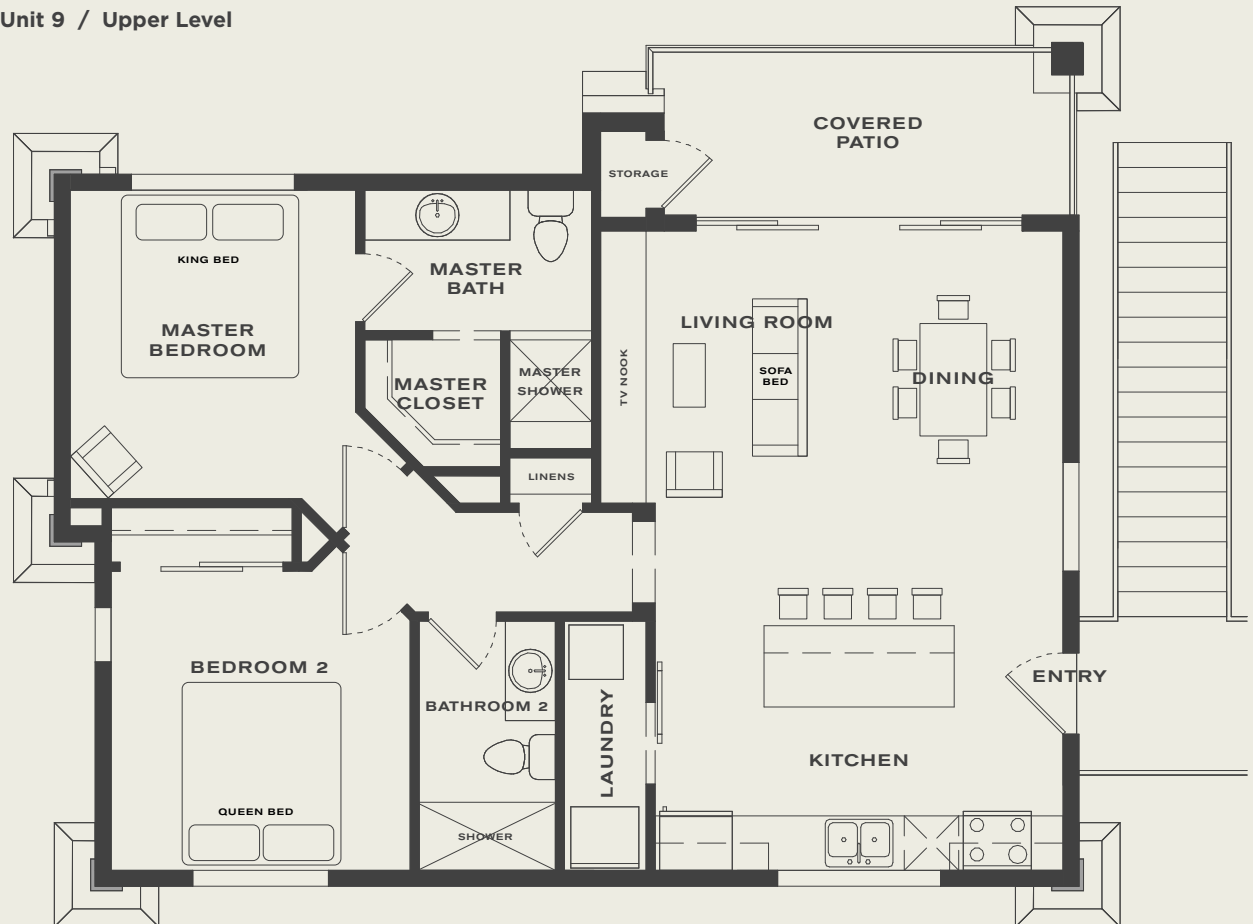 Unit 9 / Upper Level
COVERED
PATIO
STORAGE
KING BED
MASTER
BATH
MASTER
BEDROOM
LIVING ROOM
TV NOOK
SOFA
BED
DINING
MASTER
CLOSET
MASTER
SHOWER
LINENS
BEDROOM 2
ENTRY
BATHROOM 2
LAUNDRY
KITCHEN
QUEEN BED
SHOWER